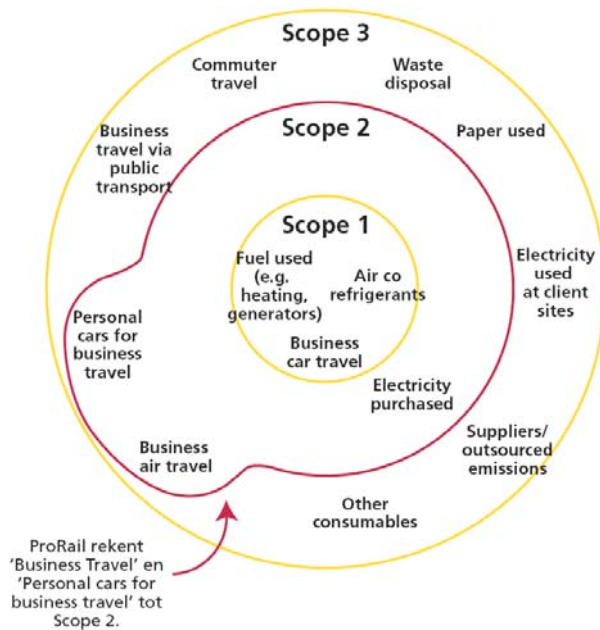 Scope 3
Commuter
travel
Waste
disposal
Business
travel via
public
transport
Scope 2
Paper used
Scope 1
Fuel used
(e.g.
heating,
generators)
Air co
refrigerants
Business
car travel
Electricity
used
at client
sites
Personal
cars for
business
travel
Electricity
purchased
Business
air travel
Suppliers/
outsourced
emissions
Other
consumables
ProRail rekent
'Business Travel' en
'Personal cars for
business travel' tot
Scope 2.